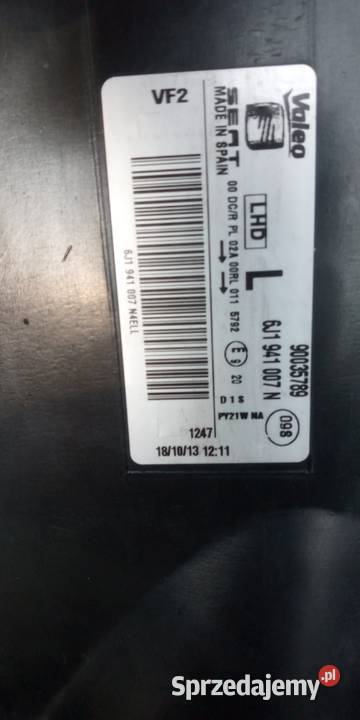 Valeo
90035789
6J1 941 007 N
098
LHD
L
SEAT
MADE IN SPAIN
00 DC/R PL 02A 00RL 011 5792
E
9
20
D1S
PY21W NA
VF2
6J1 941 007 N4ELL
1247
18/10/13 12:11
Sprzedajemy.pl